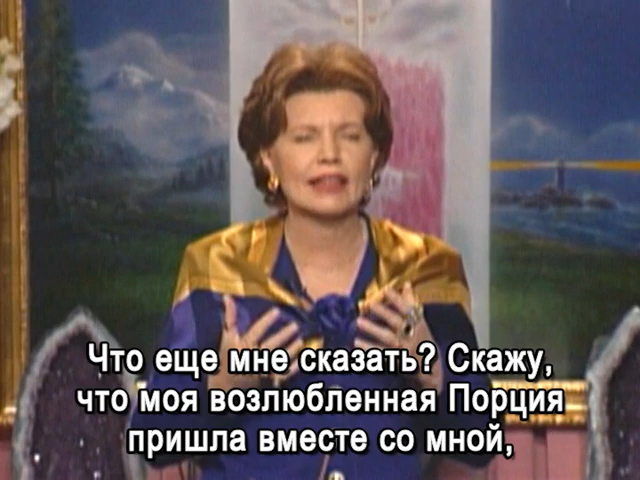 Что еще мне сказать? Скажу,
что моя возлюбленная Порция
пришла вместе со мной,